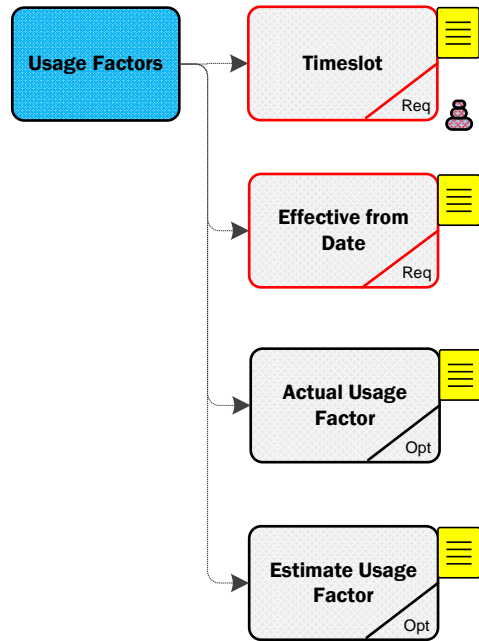 Usage Factors
Timeslot
Req
Effective from
Date
Req
Actual Usage
Factor
Opt
Estimate Usage
Factor
Opt